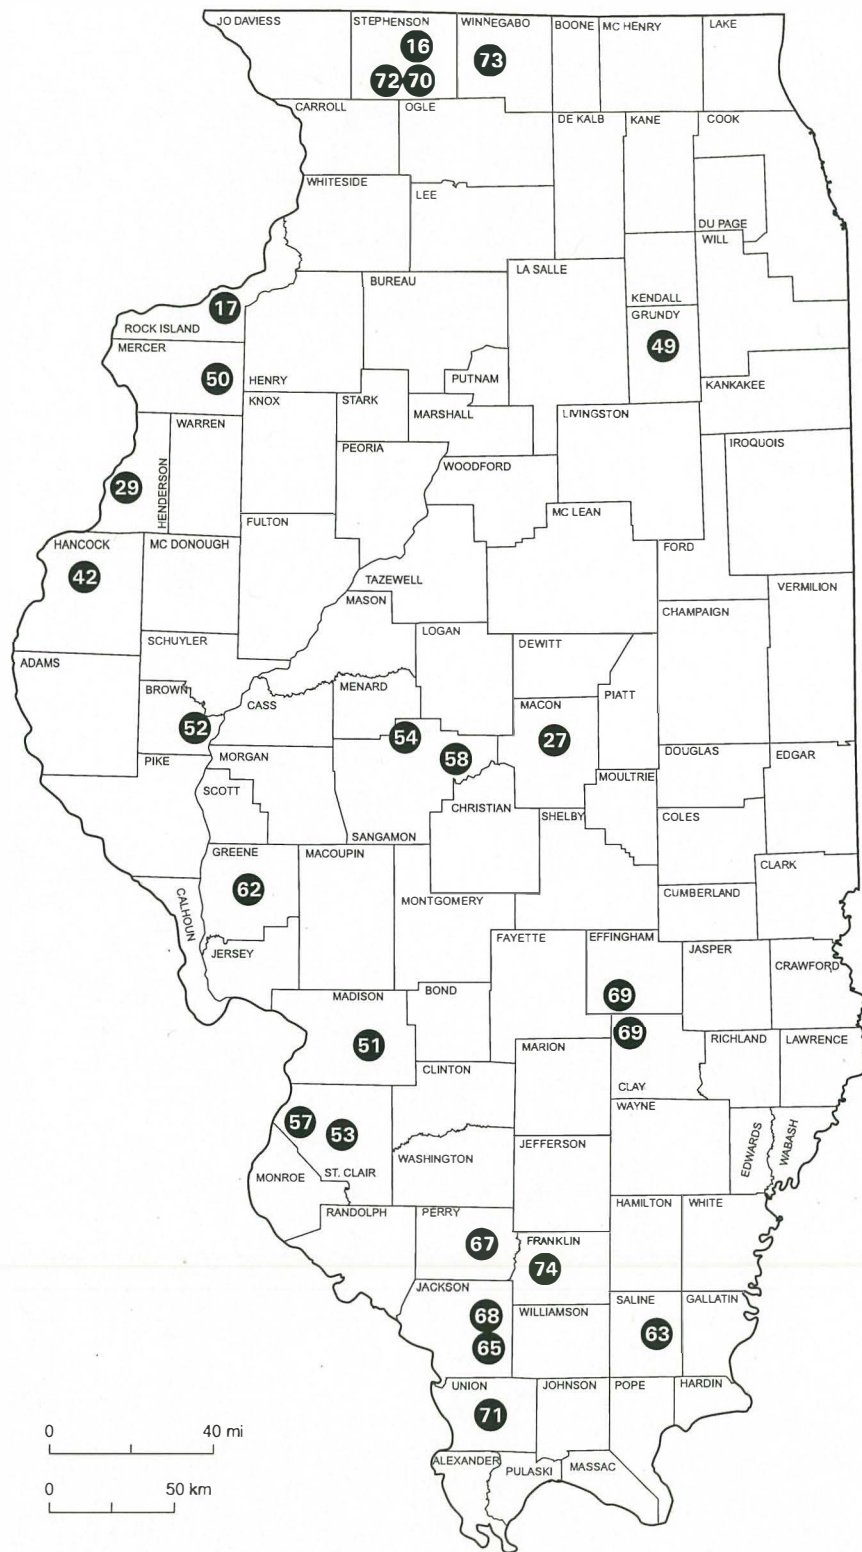 JO DAVIESS
STEPHENSON
WINNEGABO
BOONE
MC HENRY
LAKE
16
73
72
70
CARROLL
OGLE
DE KALB
KANE
COOK
WHITESIDE
LEE
DU PAGE
WILL
LA SALLE
BUREAU
KENDALL
17
GRUNDY
ROCK ISLAND
MERCER
49
50
HENRY
PUTNAM
KANKAKEE
KNOX
STARK
MARSHALL
LIVINGSTON
WARREN
PEORIA
IROQUOIS
WOODFORD
29
HENDERSON
MC LEAN
FULTON
HANCOCK
MC DONOUGH
FORD
42
TAZEWELL
VERMILION
MASON
CHAMPAIGN
LOGAN
SCHUYLER
DEWITT
ADAMS
BROWN
MENARD
PIATT
CASS
MACON
52
54
27
58
PIKE
MORGAN
DOUGLAS
EDGAR
SCOTT
MOULTRIE
CHRISTIAN
SHELBY
COLES
SANGAMON
GREENE
MACOUPIN
CLARK
62
CUMBERLAND
CALHOUN
MONTGOMERY
FAYETTE
EFFINGHAM
JERSEY
JASPER
CRAWFORD
MADISON
BOND
69
51
69
MARION
RICHLAND
LAWRENCE
CLINTON
CLAY
WAYNE
57
53
EDWARDS
WABASH
JEFFERSON
WASHINGTON
MONROE
ST. CLAIR
HAMILTON
WHITE
RANDOLPH
PERRY
67
FRANKLIN
74
JACKSON
SALINE
GALLATIN
68
WILLIAMSON
63
65
UNION
JOHNSON
POPE
HARDIN
71
0 40 mi
ALEXANDER
PULASKI
MASSAC
0 50 km